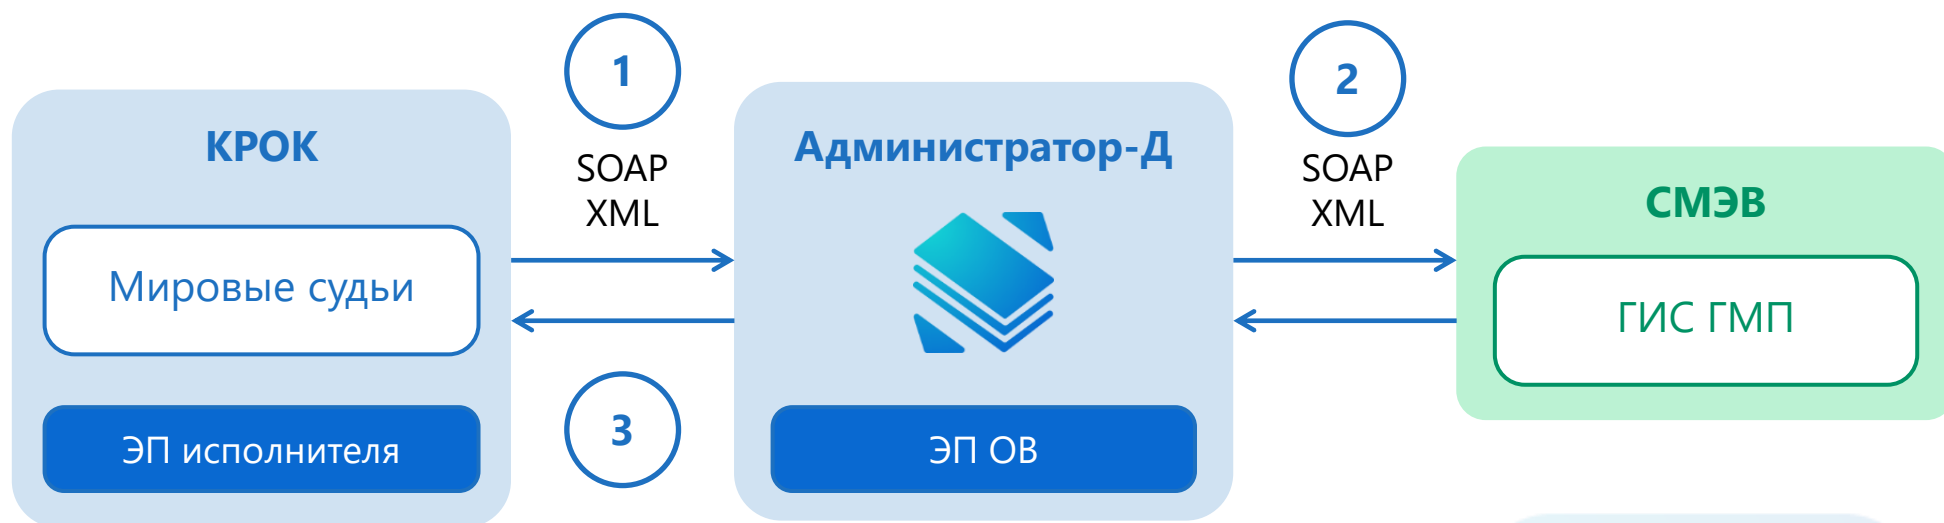 КРОК
Мировые судьи
ЭП исполнителя
1
SOAP
XML
3
Администратор-Д
ЭП ОВ
2
SOAP
XML
СМЭВ
ГИС ГМП